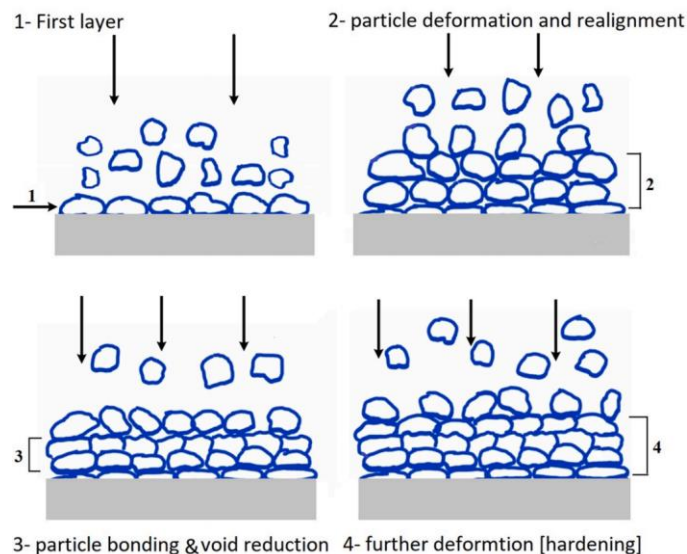 1- First layer
2- particle deformation and realignment
1
2
3
4
3- particle bonding &void reduction
4- further deformtion [hardening]